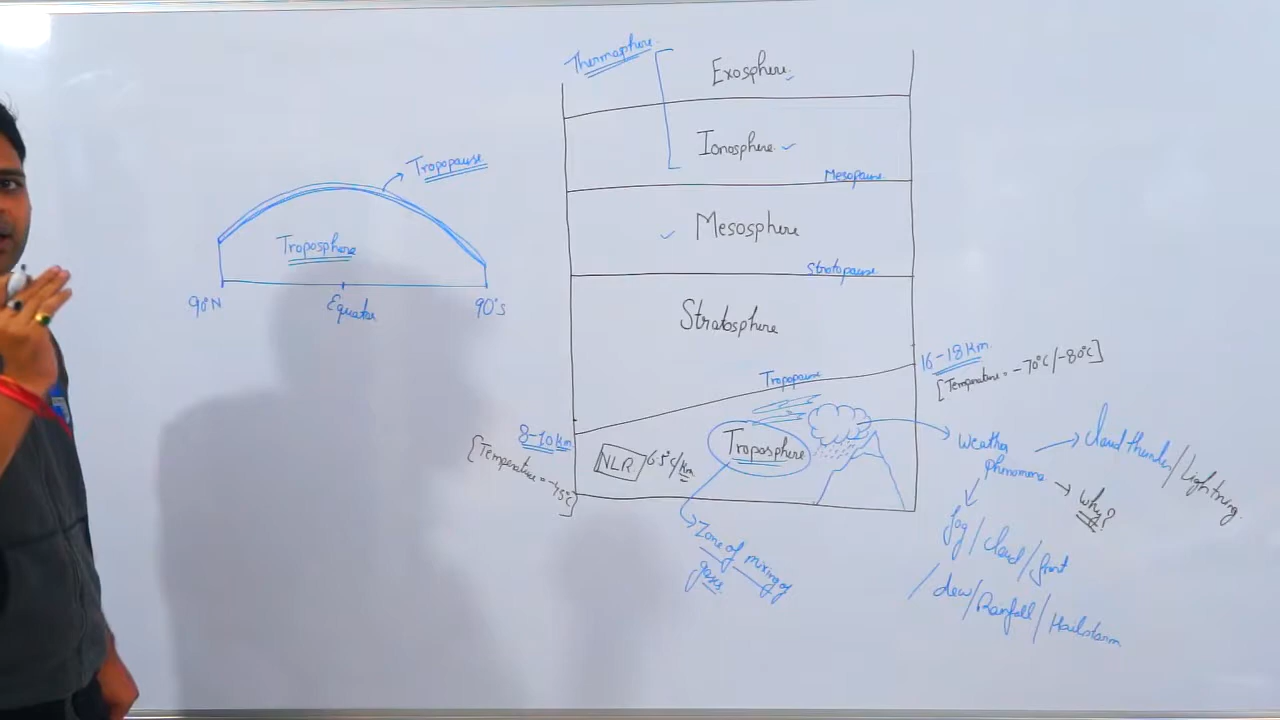 Thermosphere
Exosphere
Ionosphere
Mesopause
Mesosphere
Stratopause
Stratosphere
Tropopause
Troposphere
90°N
Equator
90°S
16-18 Km.
[Temperature = -70°C/-80°C]
Tropopause
8-10 Km
[Temperature = -45°C]
NLR
6.5°C/Km
Troposphere
Zone of mixing of
gases
Weather
phenomena
Cloud thunder/Lightning.
Why?
fog/cloud/frost
/dew/Rainfall/Hailstorm